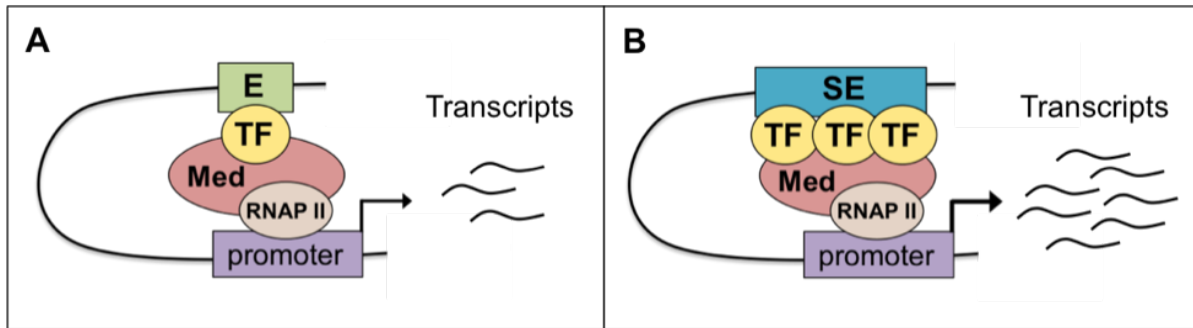 A
E
TF
Med
RNAP II
promoter
Transcripts
B
SE
TF TF TF
Med
RNAP II
promoter
Transcripts